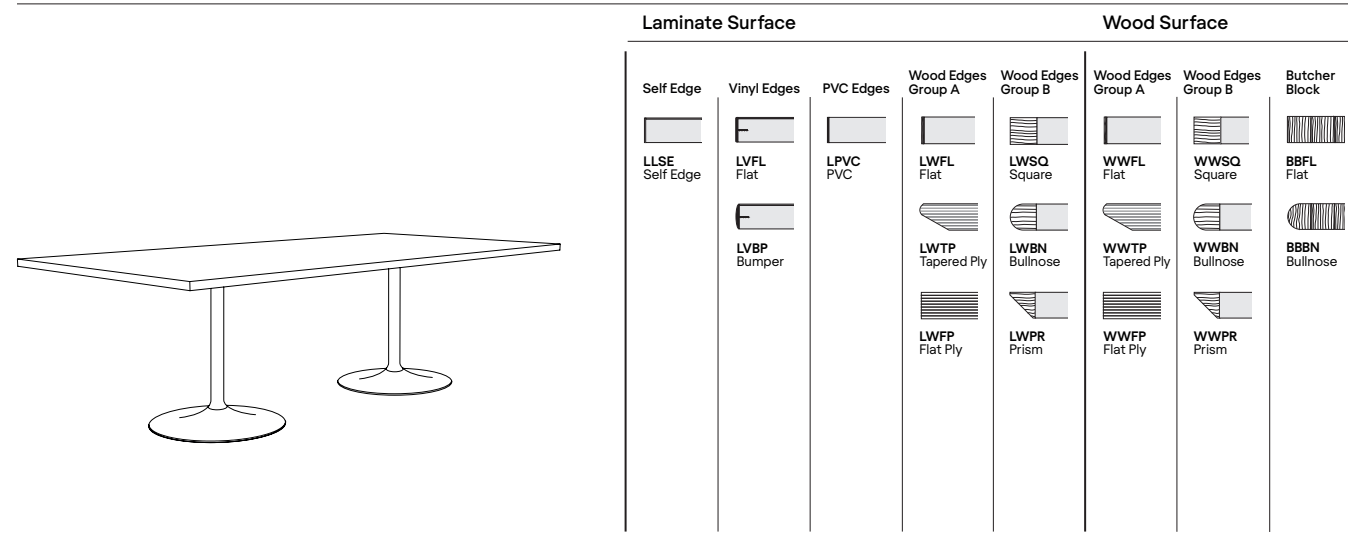 Laminate Surface
Wood Surface
Self Edge
Vinyl Edges
PVC Edges
Wood Edges
Group A
Wood Edges
Group B
Wood Edges
Group A
Wood Edges
Group B
Butcher
Block
LLSE
Self Edge
LVFL
Flat
LPVC
PVC
LWFL
Flat
LWSQ
Square
WWFL
Flat
WWSQ
Square
BBFL
Flat
LVBP
Bumper
LWTP
Tapered Ply
LWBN
Bullnose
WWTP
Tapered Ply
WWBN
Bullnose
BBBN
Bullnose
LWFP
Flat Ply
LWPR
Prism
WWFP
Flat Ply
WWPR
Prism